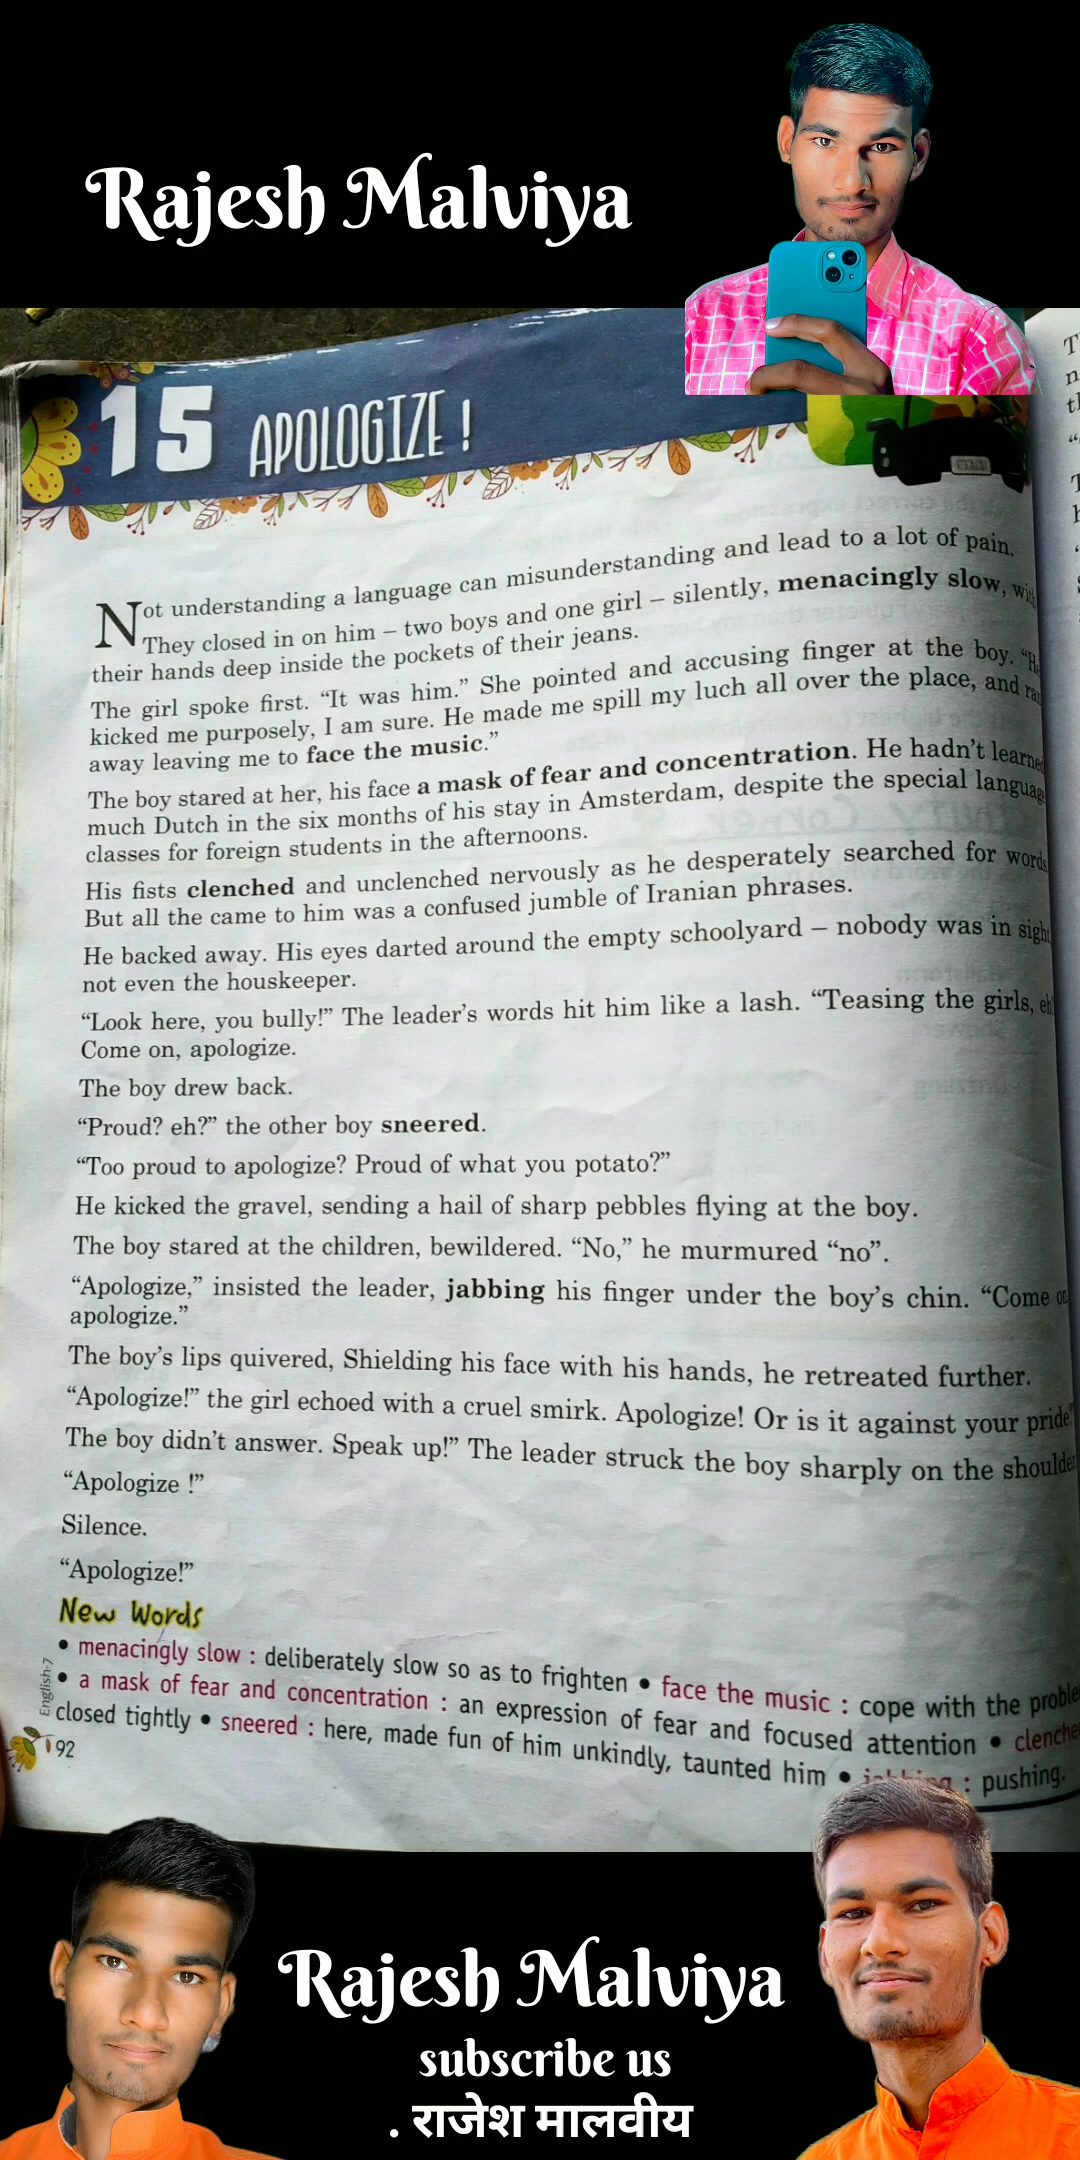 Rajesh Malviya
15 APOLOGIZE !
Not understanding a language can misunderstanding and lead to a lot of pain.
They closed in on him – two boys and one girl – silently, menacingly slow, with
their hands deep inside the pockets of their jeans.
The girl spoke first. “It was him.” She pointed and accusing finger at the boy. “He
kicked me purposely, I am sure. He made me spill my luch all over the place, and ran
away leaving me to face the music.”
The boy stared at her, his face a mask of fear and concentration. He hadn’t learned
much Dutch in the six months of his stay in Amsterdam, despite the special language
classes for foreign students in the afternoons.
His fists clenched and unclenched nervously as he desperately searched for words
But all the came to him was a confused jumble of Iranian phrases.
He backed away. His eyes darted around the empty schoolyard – nobody was in sight
not even the houskeeper.
“Look here, you bully!” The leader’s words hit him like a lash. “Teasing the girls, eh
Come on, apologize.
The boy drew back.
“Proud? eh?” the other boy sneered.
“Too proud to apologize? Proud of what you potato?”
He kicked the gravel, sending a hail of sharp pebbles flying at the boy.
The boy stared at the children, bewildered. “No,” he murmured “no”.
“Apologize,” insisted the leader, jabbing his finger under the boy’s chin. “Come on
apologize.”
The boy’s lips quivered, Shielding his face with his hands, he retreated further.
“Apologize!” the girl echoed with a cruel smirk. Apologize! Or is it against your pride?
The boy didn’t answer. Speak up!” The leader struck the boy sharply on the shoulder
“Apologize !”
Silence.
“Apologize!”
New Words
• menacingly slow : deliberately slow so as to frighten • face the music : cope with the
• a mask of fear and concentration : an expression of fear and focused attention •
closed tightly • sneered : here, made fun of him unkindly, taunted him • : pushing.
English-7
92
Rajesh Malviya
subscribe us
. राजेश मालवीय